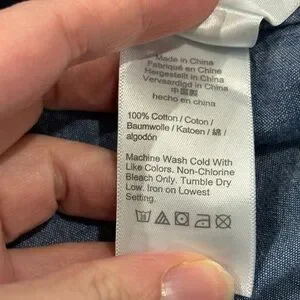 Made in China
Fabriqué en China
Hergestellt in China
Vervaardigd in China
中国製
hecho en china
100% Cotton / Coton /
Baumwolle / Katoen / 綿 /
algodón
Machine Wash Cold With
Like Colors. Non-Chlorine
Bleach Only. Tumble Dry
Low. Iron on Lowest
Setting.